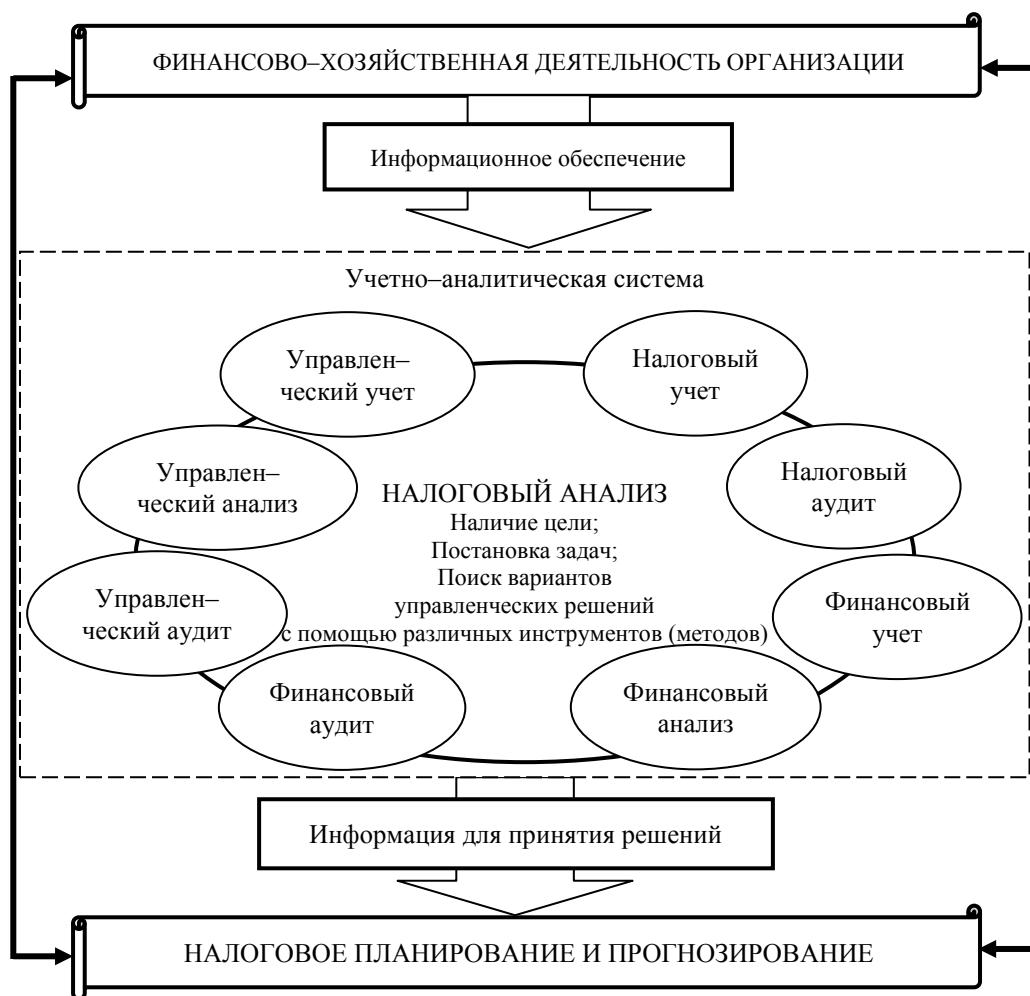 ФИНАНСОВО–ХОЗЯЙСТВЕННАЯ ДЕЯТЕЛЬНОСТЬ ОРГАНИЗАЦИИ
Информационное обеспечение
Учетно–аналитическая система
Управлен–
ческий учет
Налоговый
учет
Управлен–
ческий анализ
Налоговый
аудит
НАЛОГОВЫЙ АНАЛИЗ
Наличие цели;
Постановка задач;
Поиск вариантов
управленческих решений
с помощью различных инструментов (методов)
Управлен–
ческий аудит
Финансовый
учет
Финансовый
аудит
Финансовый
анализ
Информация для принятия решений
НАЛОГОВОЕ ПЛАНИРОВАНИЕ И ПРОГНОЗИРОВАНИЕ